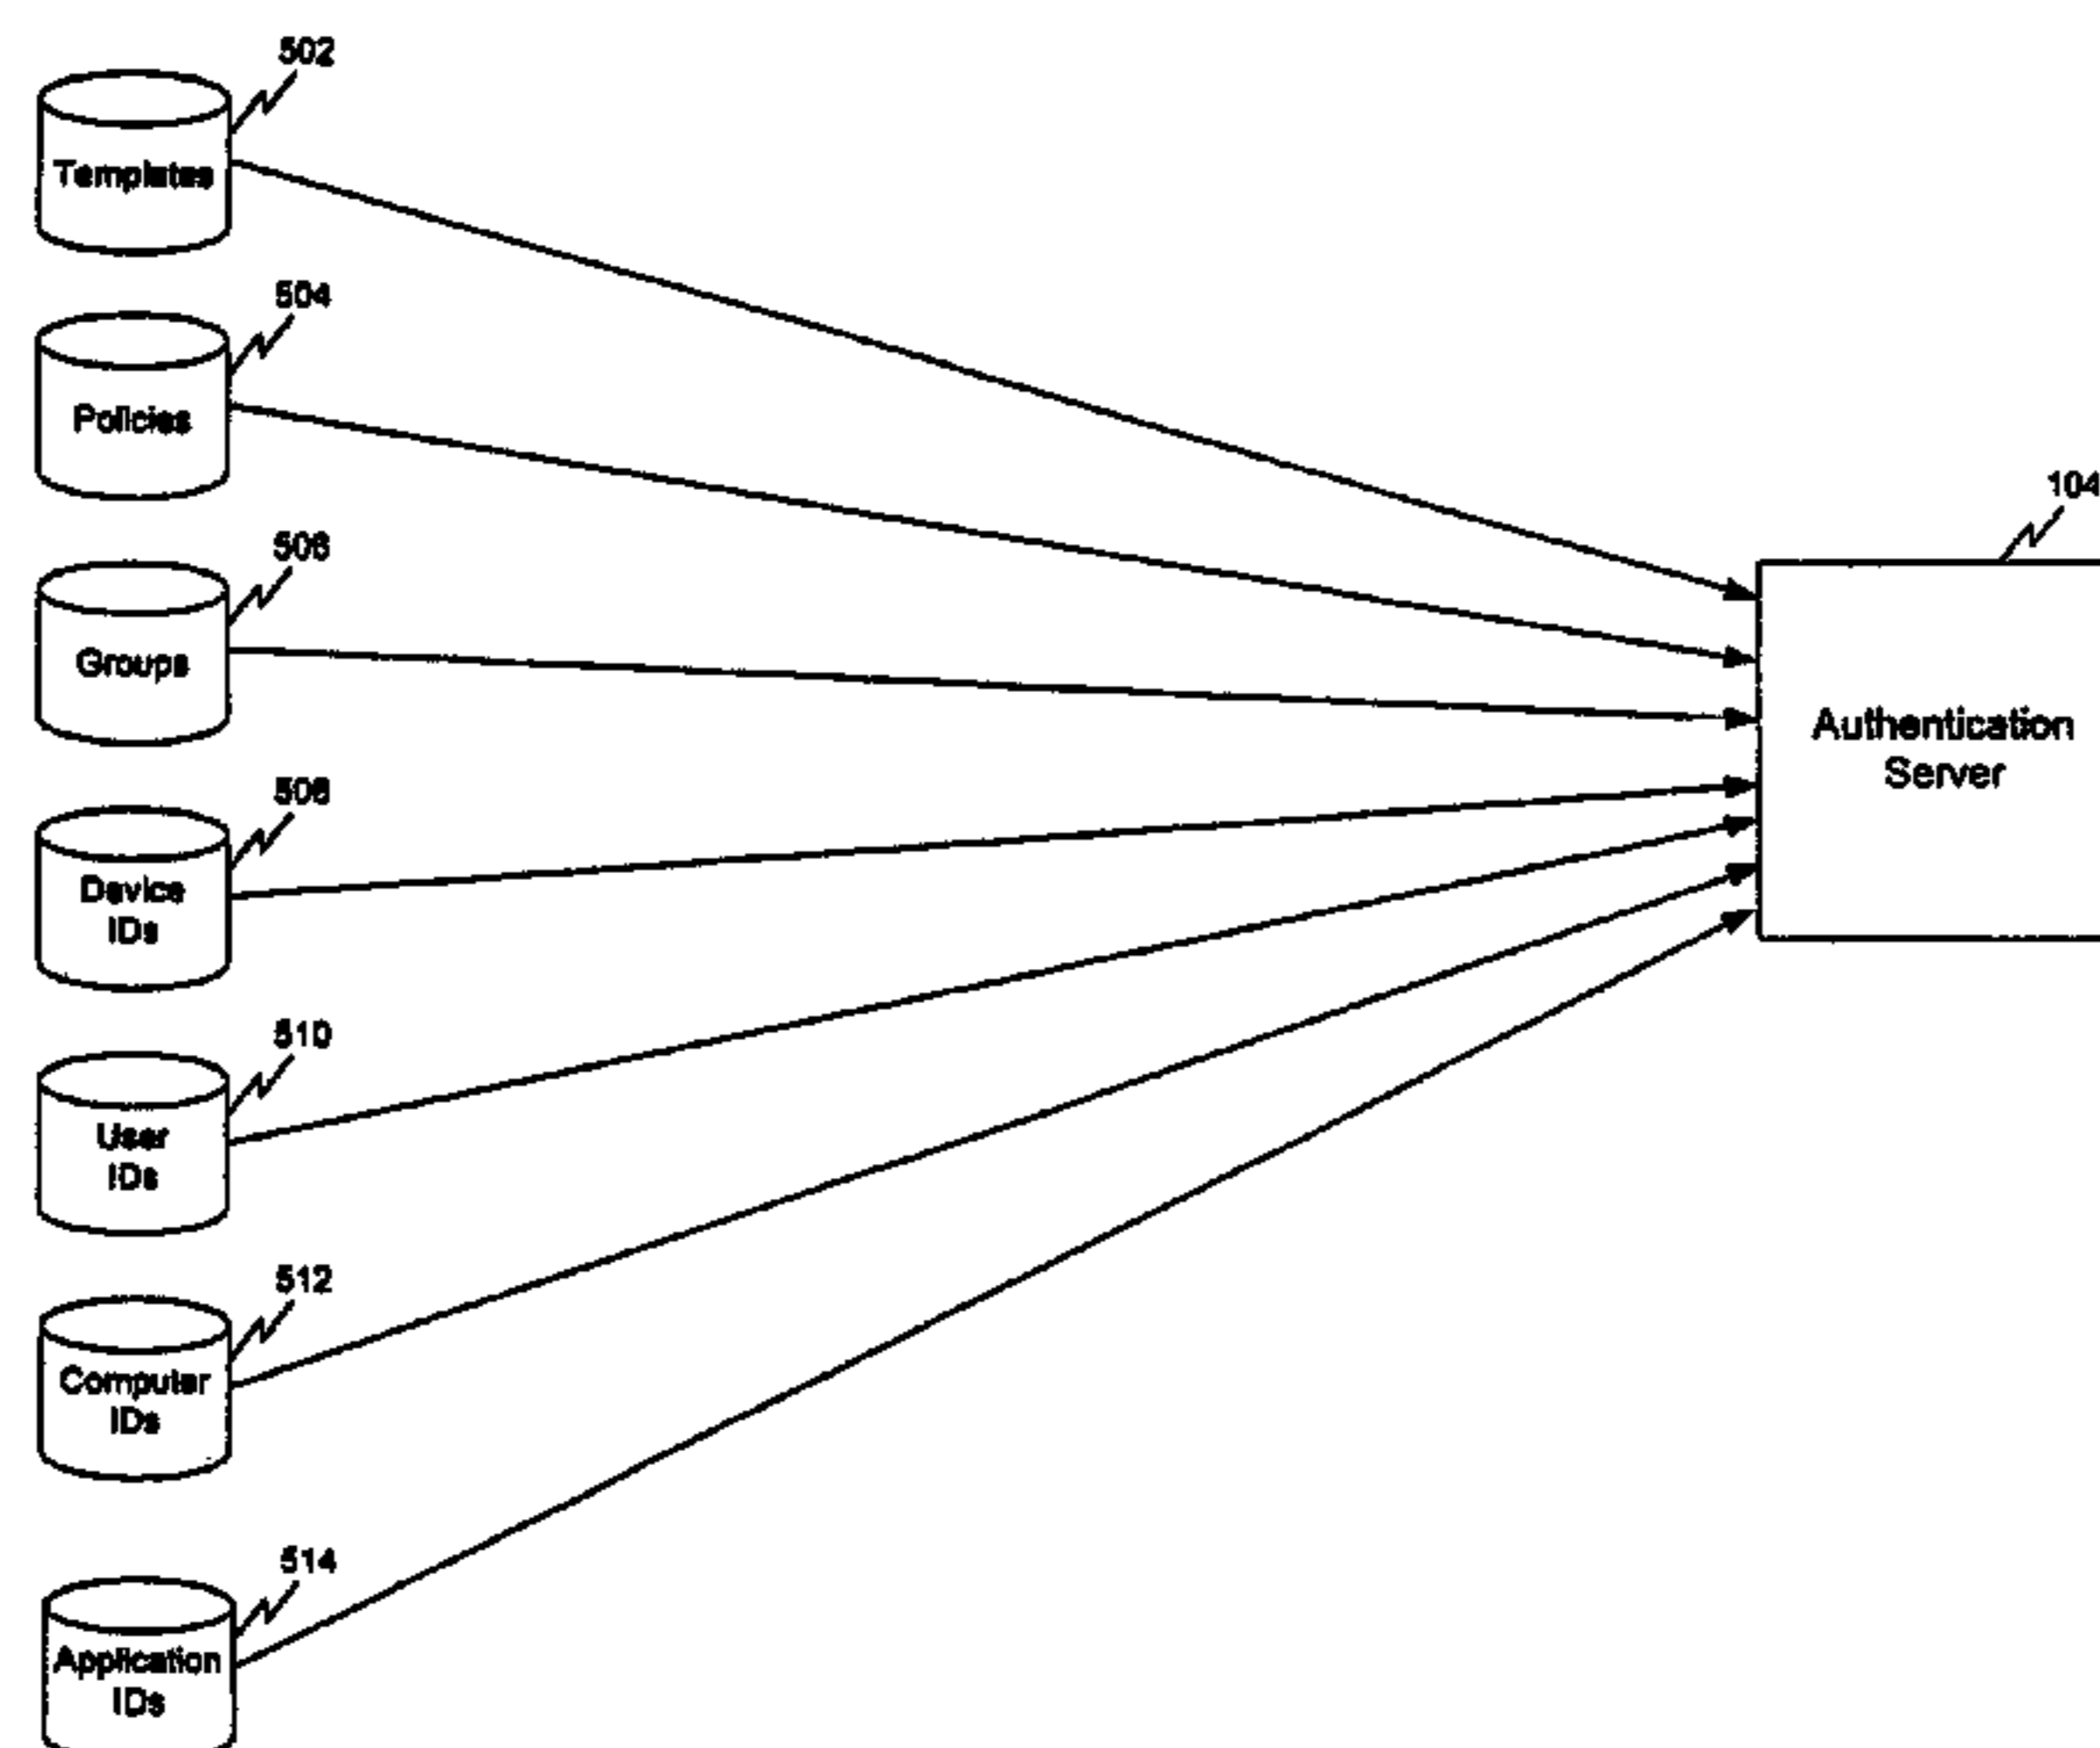 502
Templates
504
Policies
506
Groups
508
Device
IDs
510
User
IDs
512
Computer
IDs
514
Application
IDs
104
Authentication
Server